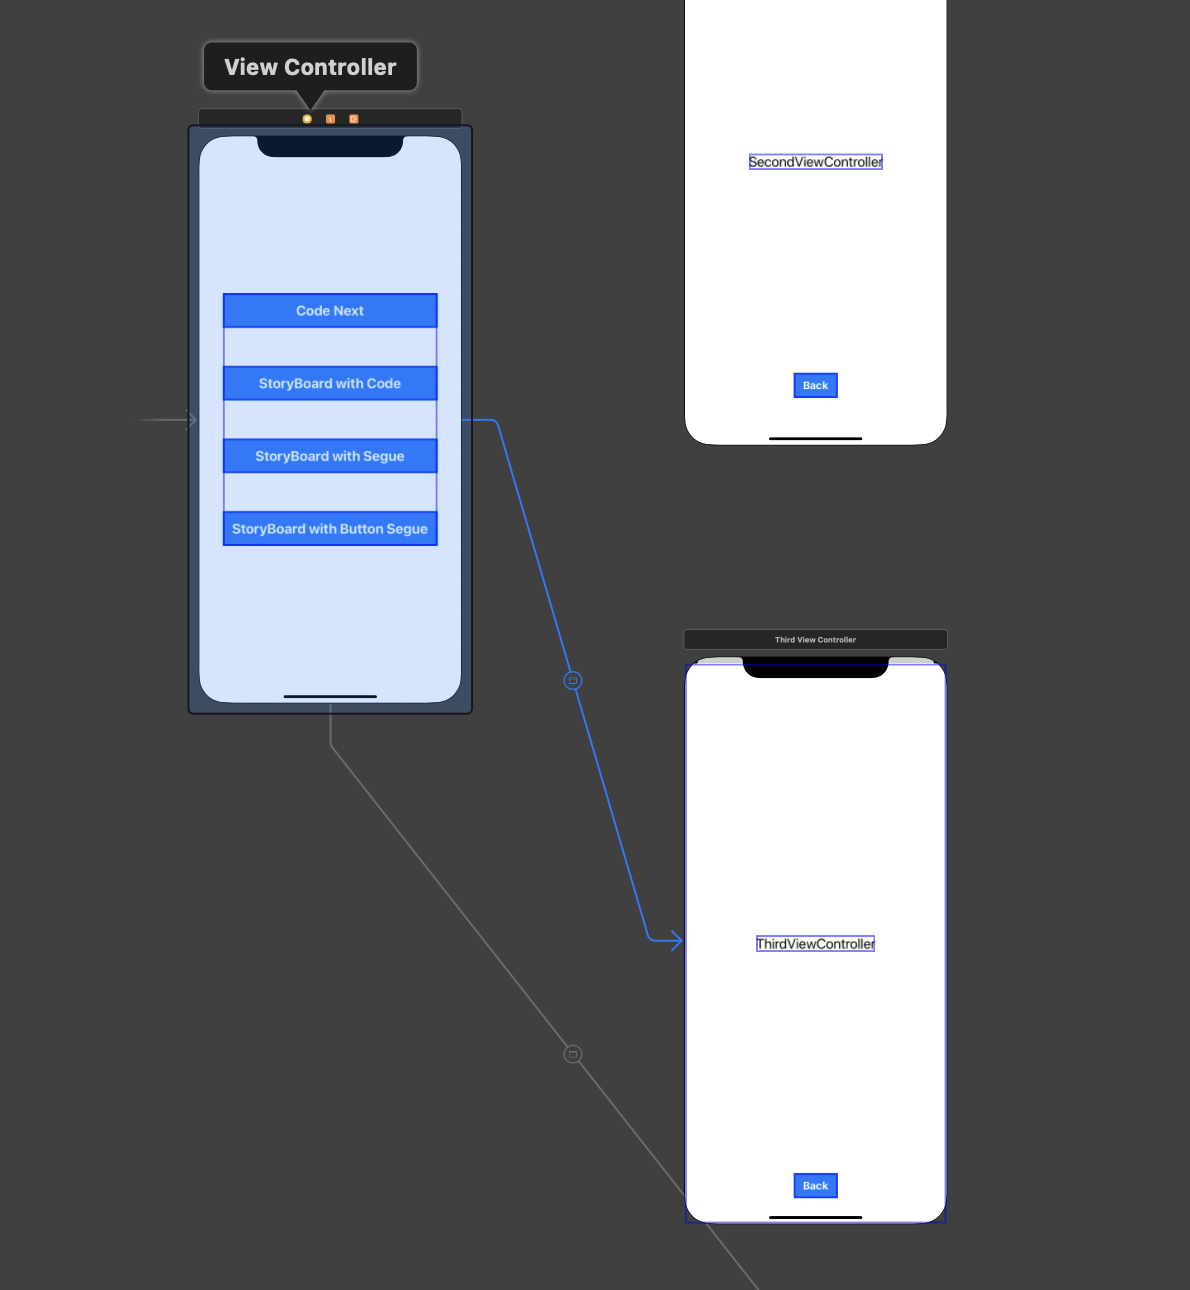 View Controller
Code Next
StoryBoard with Code
StoryBoard with Segue
StoryBoard with Button Segue
SecondViewController
Back
Third View Controller
ThirdViewController
Back